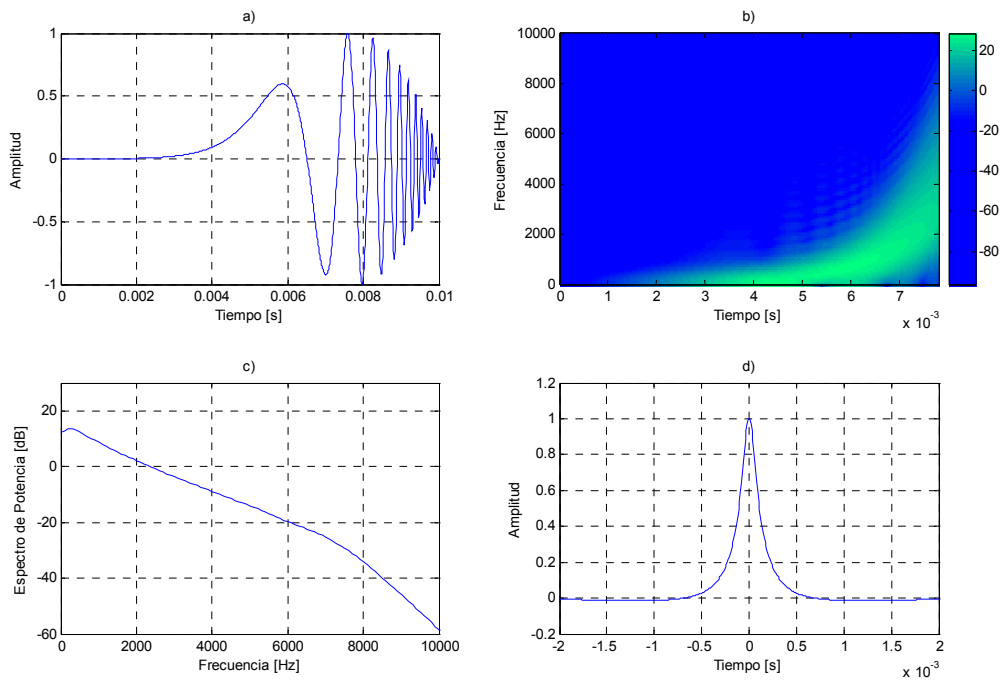 a)
1
0.5
0
-0.5
-1
Amplitud
0 0.002 0.004 0.006 0.008 0.01
Tiempo [s]
b)
10000
8000
6000
4000
2000
0
Frecuencia [Hz]
0 1 2 3 4 5 6 7
Tiempo [s]
x 10^-3
20
0
-20
-40
-60
-80
c)
20
0
-20
-40
-60
Espectro de Potencia [dB]
0 2000 4000 6000 8000 10000
Frecuencia [Hz]
d)
1.2
1
0.8
0.6
0.4
0.2
0
-0.2
Amplitud
-2 -1.5 -1 -0.5 0 0.5 1 1.5 2
Tiempo [s]
x 10^-3